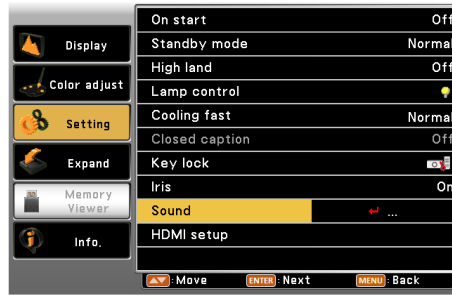 Display
Color adjust
Setting
Expand
Memory
Viewer
Info.
On start Off
Standby mode Normal
High land Off
Lamp control
Cooling fast Normal
Closed caption Off
Key lock
Iris On
Sound ...
HDMI setup
:Move ENTER:Next MENU:Back